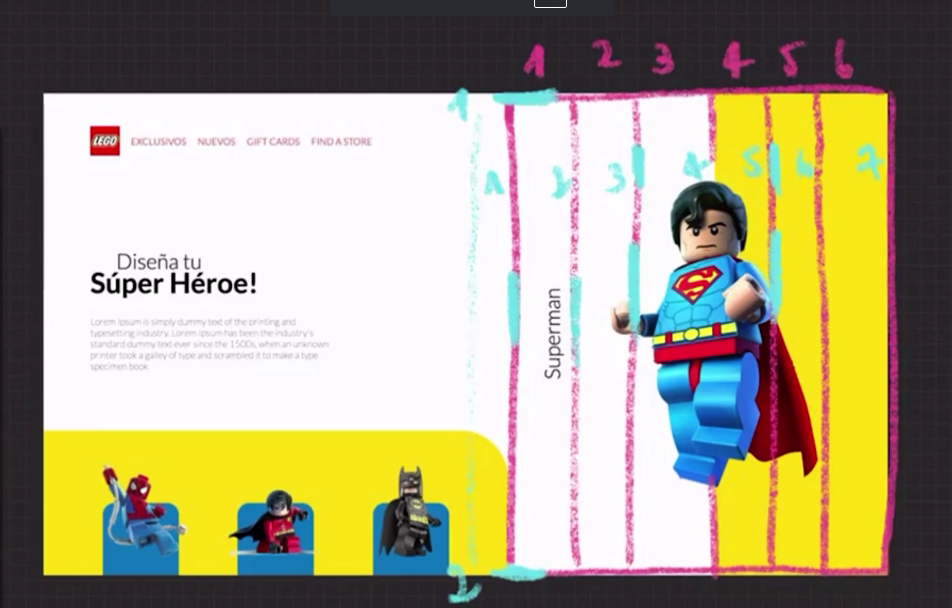 1 2 3 4 5 6
1
LEGO EXCLUSIVOS NUEVOS GIFT CARDS FIND A STORE
1 2 3 4 5 6 7
Diseña tu
Súper Héroe!
Lorem Ipsum is simply dummy text of the printing and
typesetting industry. Lorem Ipsum has been the industry's
standard dummy text ever since the 1500s, when an unknown
printer took a galley of type and scrambled it to make a type
specimen book
Superman
2